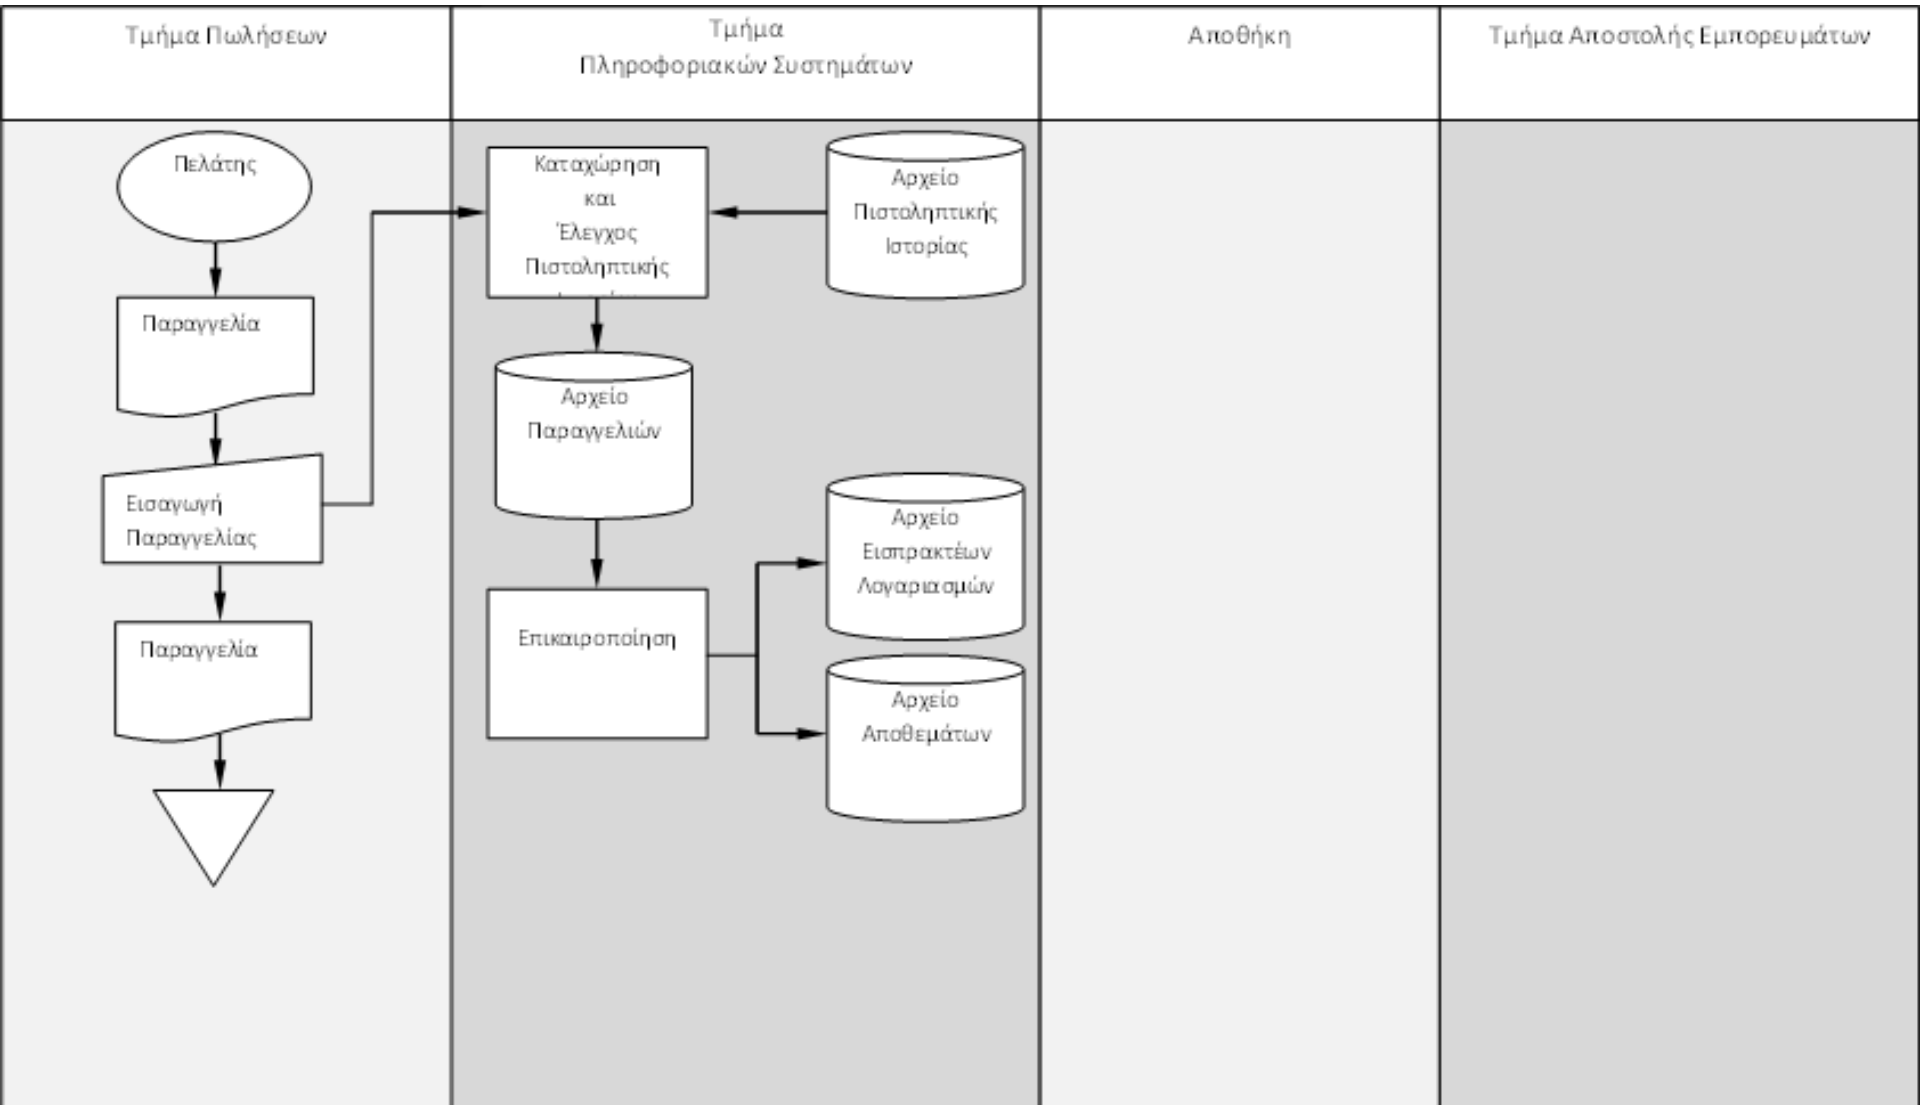 Τμήμα Πωλήσεων
Τμήμα
Πληροφοριακών Συστημάτων
Αποθήκη
Τμήμα Αποστολής Εμπορευμάτων
Πελάτης
Παραγγελία
Εισαγωγή
Παραγγελίας
Παραγγελία
Καταχώρηση
και
Έλεγχος
Πιστοληπτικής
Αρχείο
Πιστοληπτικής
Ιστορίας
Αρχείο
Παραγγελιών
Επικαιροποίηση
Αρχείο
Εισπρακτέων
Λογαριασμών
Αρχείο
Αποθεμάτων